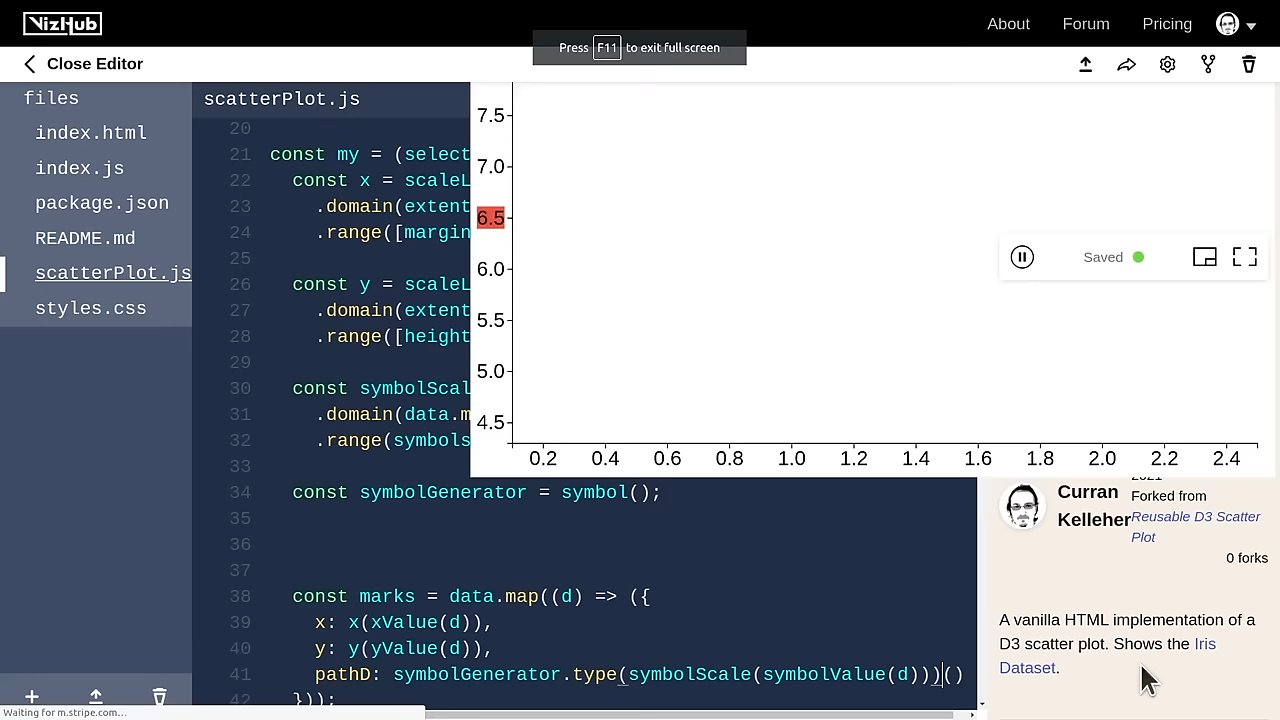 VizHub
About Forum Pricing
Press F11 to exit full screen
Close Editor
files
index.html
index.js
package.json
README.md
scatterPlot.js
styles.css
scatterPlot.js
20
21 const my = (select
22 const x = scaleL
23 .domain(extent
24 .range([margin
25
26 const y = scaleL
27 .domain(extent
28 .range([height
29
30 const symbolScal
31 .domain(data.m
32 .range(symbols
33
34 const symbolGenerator = symbol();
35
36
37
38 const marks = data.map((d) => ({
39 x: x(xValue(d)),
40 y: y(yValue(d)),
41 pathD: symbolGenerator.type(symbolScale(symbolValue(d)))()
42 }));
7.5
7.0
6.5
6.0
5.5
5.0
4.5
0.2 0.4 0.6 0.8 1.0 1.2 1.4 1.6 1.8 2.0 2.2 2.4
Saved
Curran
Kelleher
2021
Forked from
Reusable D3 Scatter
Plot
0 forks
A vanilla HTML implementation of a
D3 scatter plot. Shows the Iris
Dataset.
Waiting for m.stripe.com...